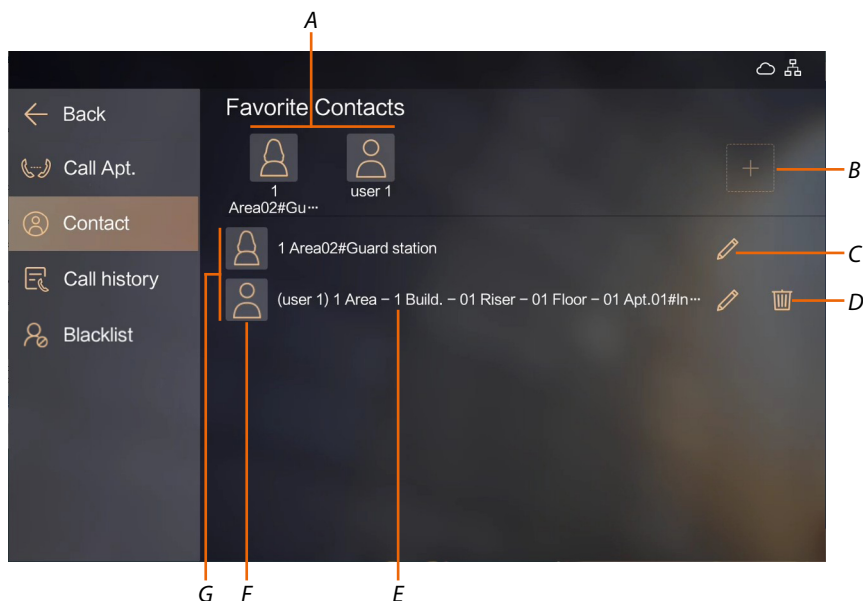 A
Back
Favorite Contacts
Call Apt.
1
Area02#Gu···
user 1
B
Contact
1 Area02#Guard station
C
Call history
(user 1) 1 Area – 1 Build. – 01 Riser – 01 Floor – 01 Apt.01#In···
D
Blacklist
G
F
E